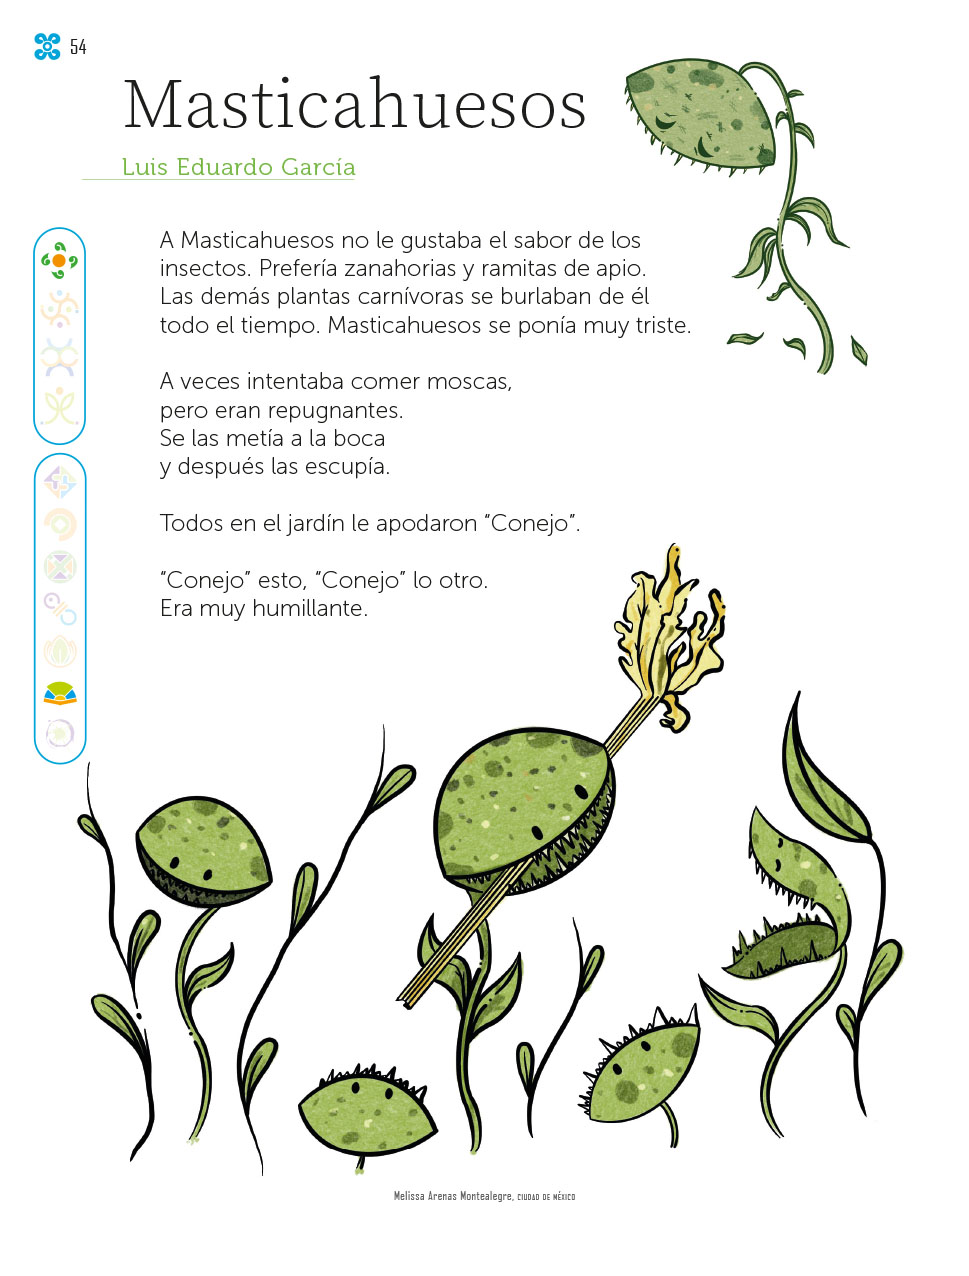 54
Masticahuesos
Luis Eduardo García
A Masticahuesos no le gustaba el sabor de los
insectos. Prefería zanahorias y ramitas de apio.
Las demás plantas carnívoras se burlaban de él
todo el tiempo. Masticahuesos se ponía muy triste.
A veces intentaba comer moscas,
pero eran repugnantes.
Se las metía a la boca
y después las escupía.
Todos en el jardín le apodaron “Conejo”.
“Conejo” esto, “Conejo” lo otro.
Era muy humillante.
Melissa Arenas Montealegre, CIUDAD DE MÉXICO